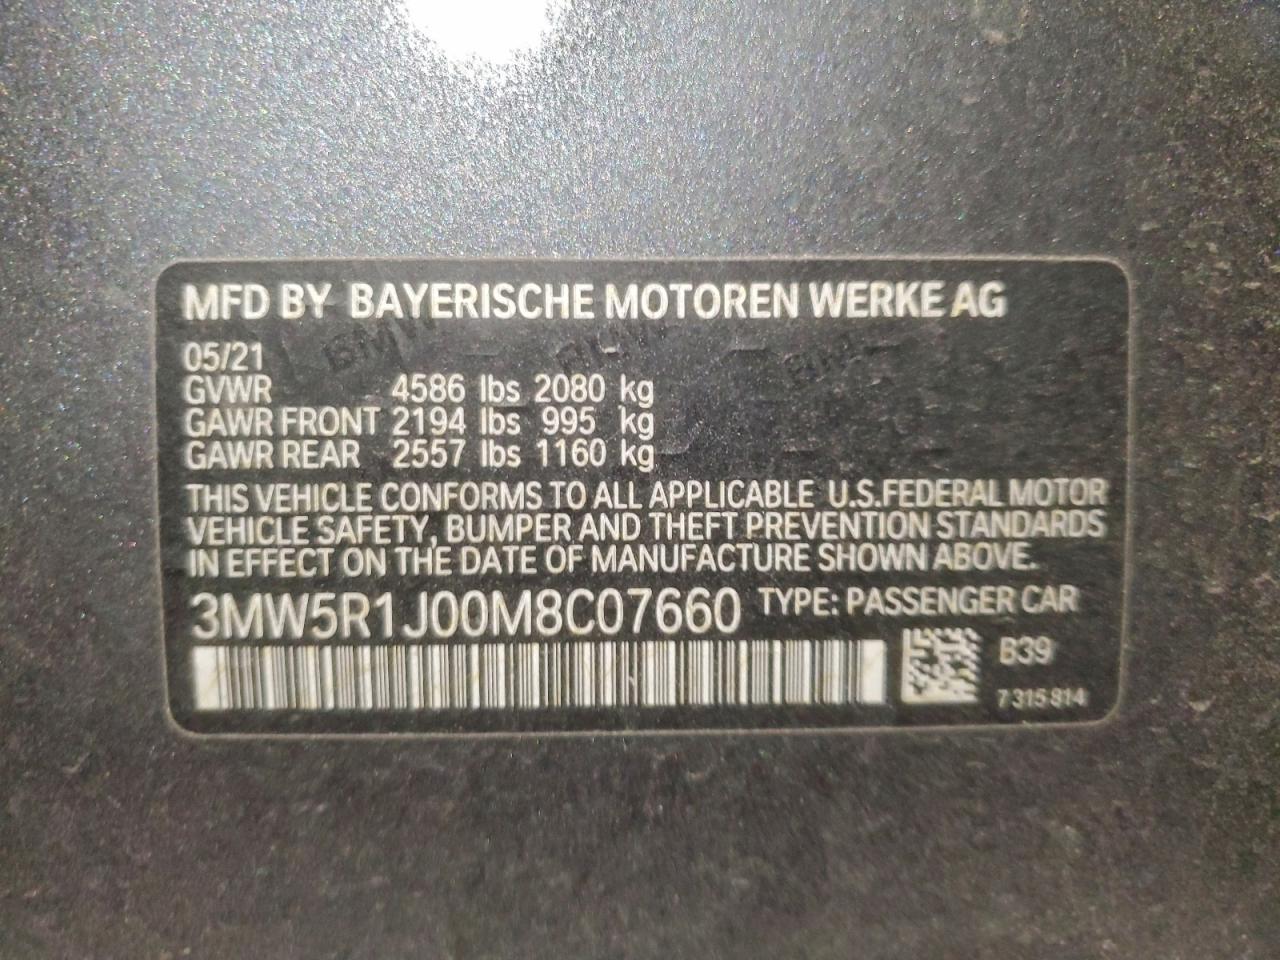 MFD BY BAYERISCHE MOTOREN WERKE AG
05/21
GVWR 4586 lbs 2080 kg
GAWR FRONT 2194 lbs 995 kg
GAWR REAR 2557 lbs 1160 kg
THIS VEHICLE CONFORMS TO ALL APPLICABLE U.S.FEDERAL MOTOR
VEHICLE SAFETY, BUMPER AND THEFT PREVENTION STANDARDS
IN EFFECT ON THE DATE OF MANUFACTURE SHOWN ABOVE.
3MW5R1J00M8C07660 TYPE: PASSENGER CAR
B39
7 315 814